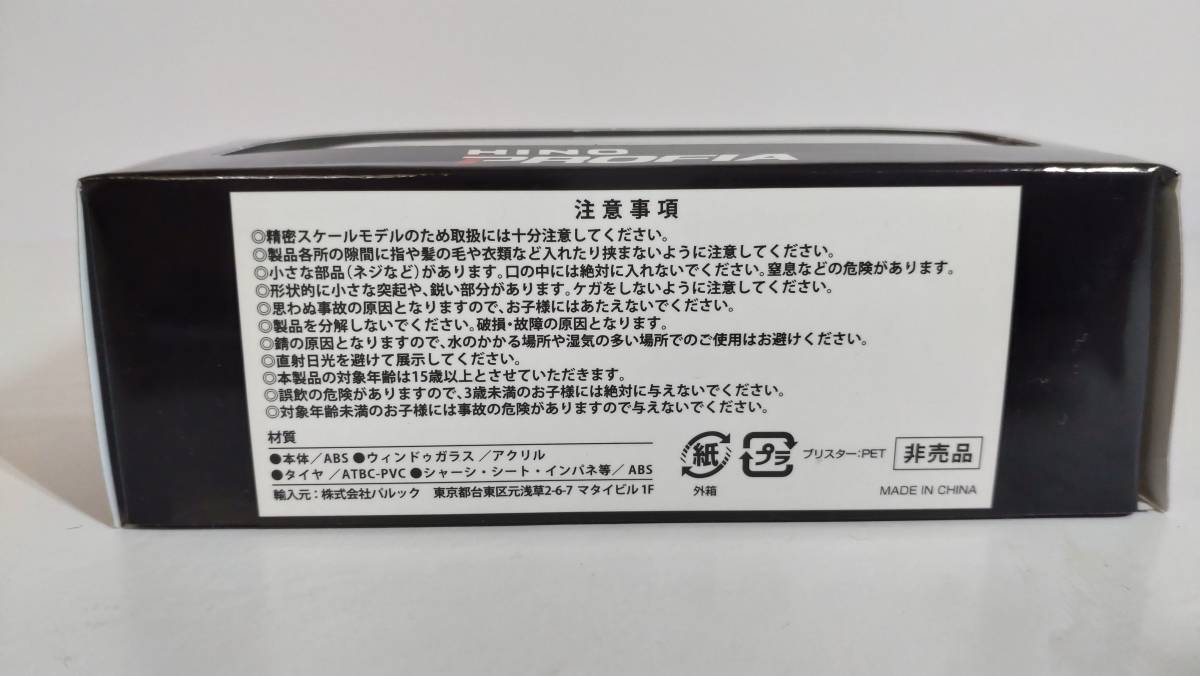 HINO
PROFIA
注意事項
◎精密スケールモデルのため取扱には十分注意してください。
◎製品各所の隙間に指や髪の毛や衣類など入れたり挟まないように注意してください。
◎小さな部品（ネジなど）があります。口の中には絶対に入れないでください。窒息などの危険があります。
◎形状的に小さな突起や、鋭い部分があります。ケガをしないように注意してください。
◎思わぬ事故の原因となりますので、お子様にはあたえないでください。
◎製品を分解しないでください。破損・故障の原因となります。
◎錆の原因となりますので、水のかかる場所や湿気の多い場所でのご使用はお避けください。
◎直射日光を避けて展示してください。
◎本製品の対象年齢は15歳以上とさせていただきます。
◎誤飲の危険がありますので、3歳未満のお子様には絶対に与えないでください。
◎対象年齢未満のお子様には事故の危険がありますので与えないでください。
材質
●本体／ABS ●ウィンドゥガラス／アクリル
●タイヤ／ATBC-PVC ●シャーシ・シート・インパネ等／ABS
輸入元：株式会社バルック 東京都台東区元浅草2-6-7 マタイビル1F
紙
外箱
プラ
ブリスター：PET
非売品
MADE IN CHINA